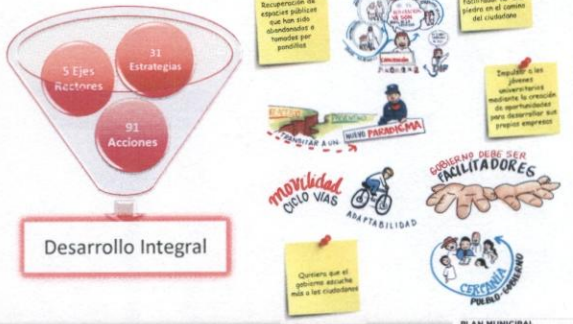 5 Ejes
Rectores
31
Estrategias
91
Acciones
Desarrollo Integral
Recuperación de
espacios públicos
que han sido
abandonados o
tomados por
pandillas
piedra en el camino
del ciudadano
Impulsar a los
jóvenes
universitarios
mediante la creación
de oportunidades
para desarrollar sus
propias empresas
TRANSITAR A UN
NUEVO PARADIGMA
MOVILIDAD
CICLO VÍAS
ADAPTABILIDAD
GOBIERNO DEBE SER
FACILITADORES
Quisiera que el
gobierno escuche
más a los ciudadanos
CERCANÍA
PUEBLO-GOBIERNO
PLAN MUNICIPAL